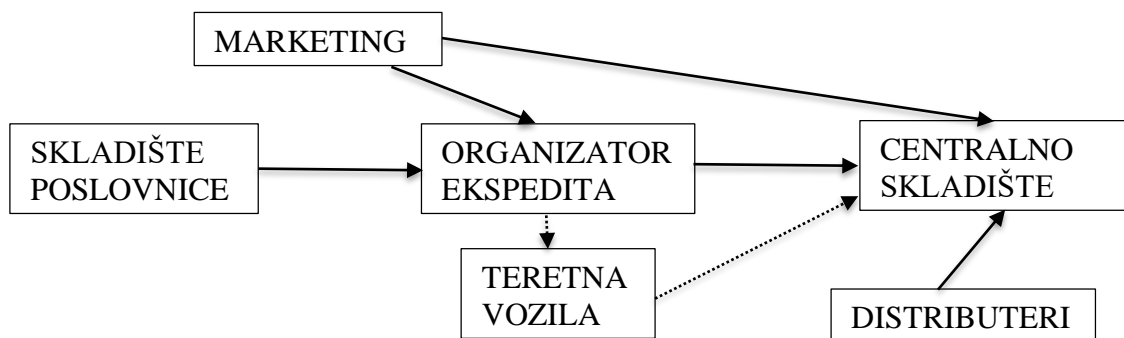 MARKETING
SKLADIŠTE
POSLOVNICE
ORGANIZATOR
EKSPEDITA
CENTRALNO
SKLADIŠTE
TERETNA
VOZILA
DISTRIBUTERI